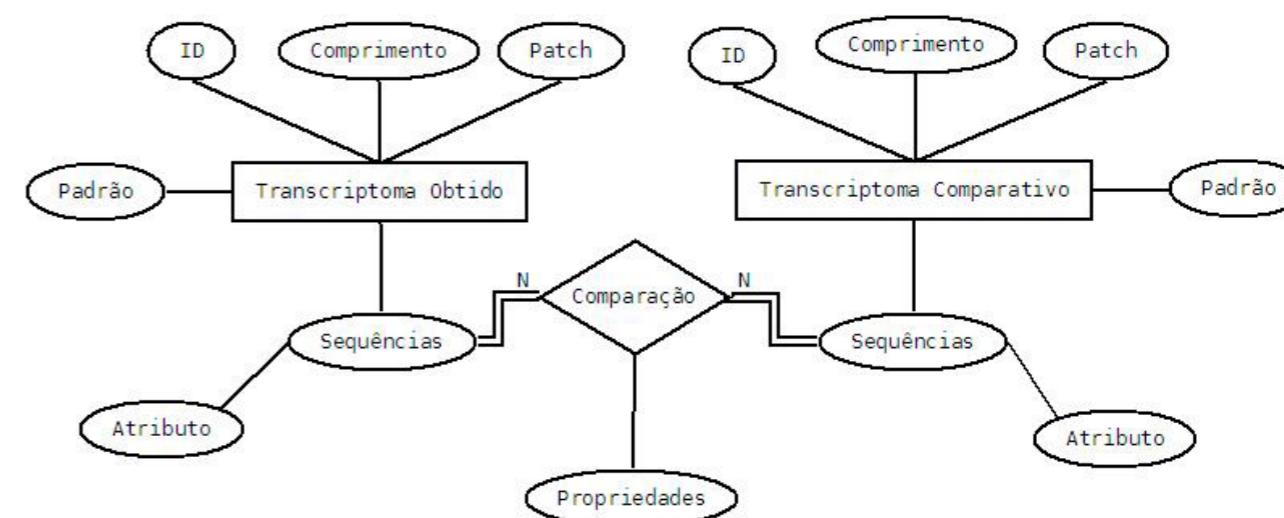 ID
Comprimento
Patch
ID
Comprimento
Patch
Padrão
Transcriptoma Obtido
Transcriptoma Comparativo
Padrão
N
Comparação
N
Sequências
Sequências
Atributo
Atributo
Propriedades